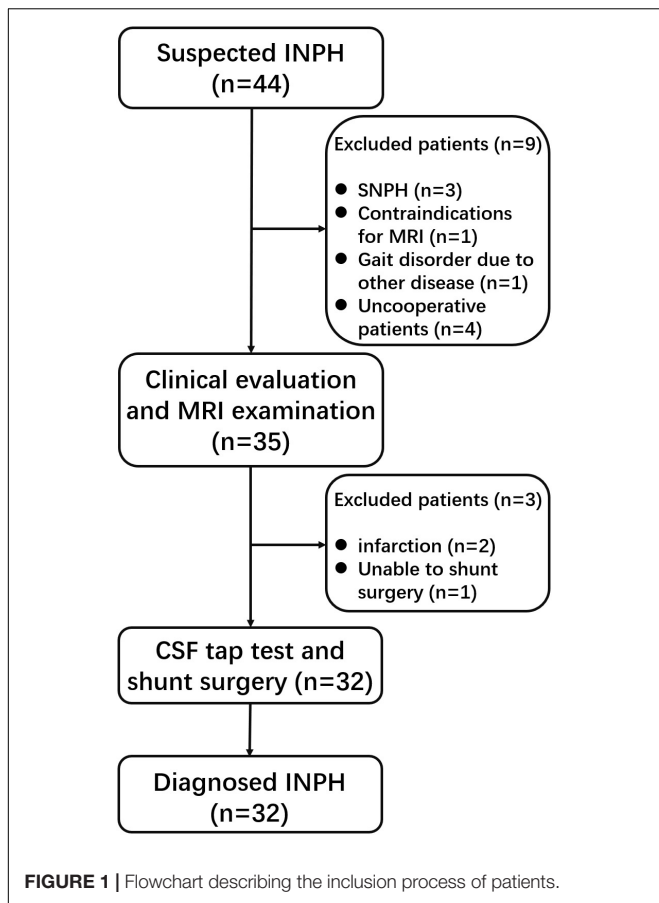 Suspected INPH
(n=44)
Excluded patients (n=9)
● SNPH (n=3)
● Contraindications
for MRI (n=1)
● Gait disorder due to
other disease (n=1)
● Uncooperative
patients (n=4)
Clinical evaluation
and MRI examination
(n=35)
Excluded patients (n=3)
● infarction (n=2)
● Unable to shunt
surgery (n=1)
CSF tap test and
shunt surgery (n=32)
Diagnosed INPH
(n=32)
FIGURE 1 | Flowchart describing the inclusion process of patients.